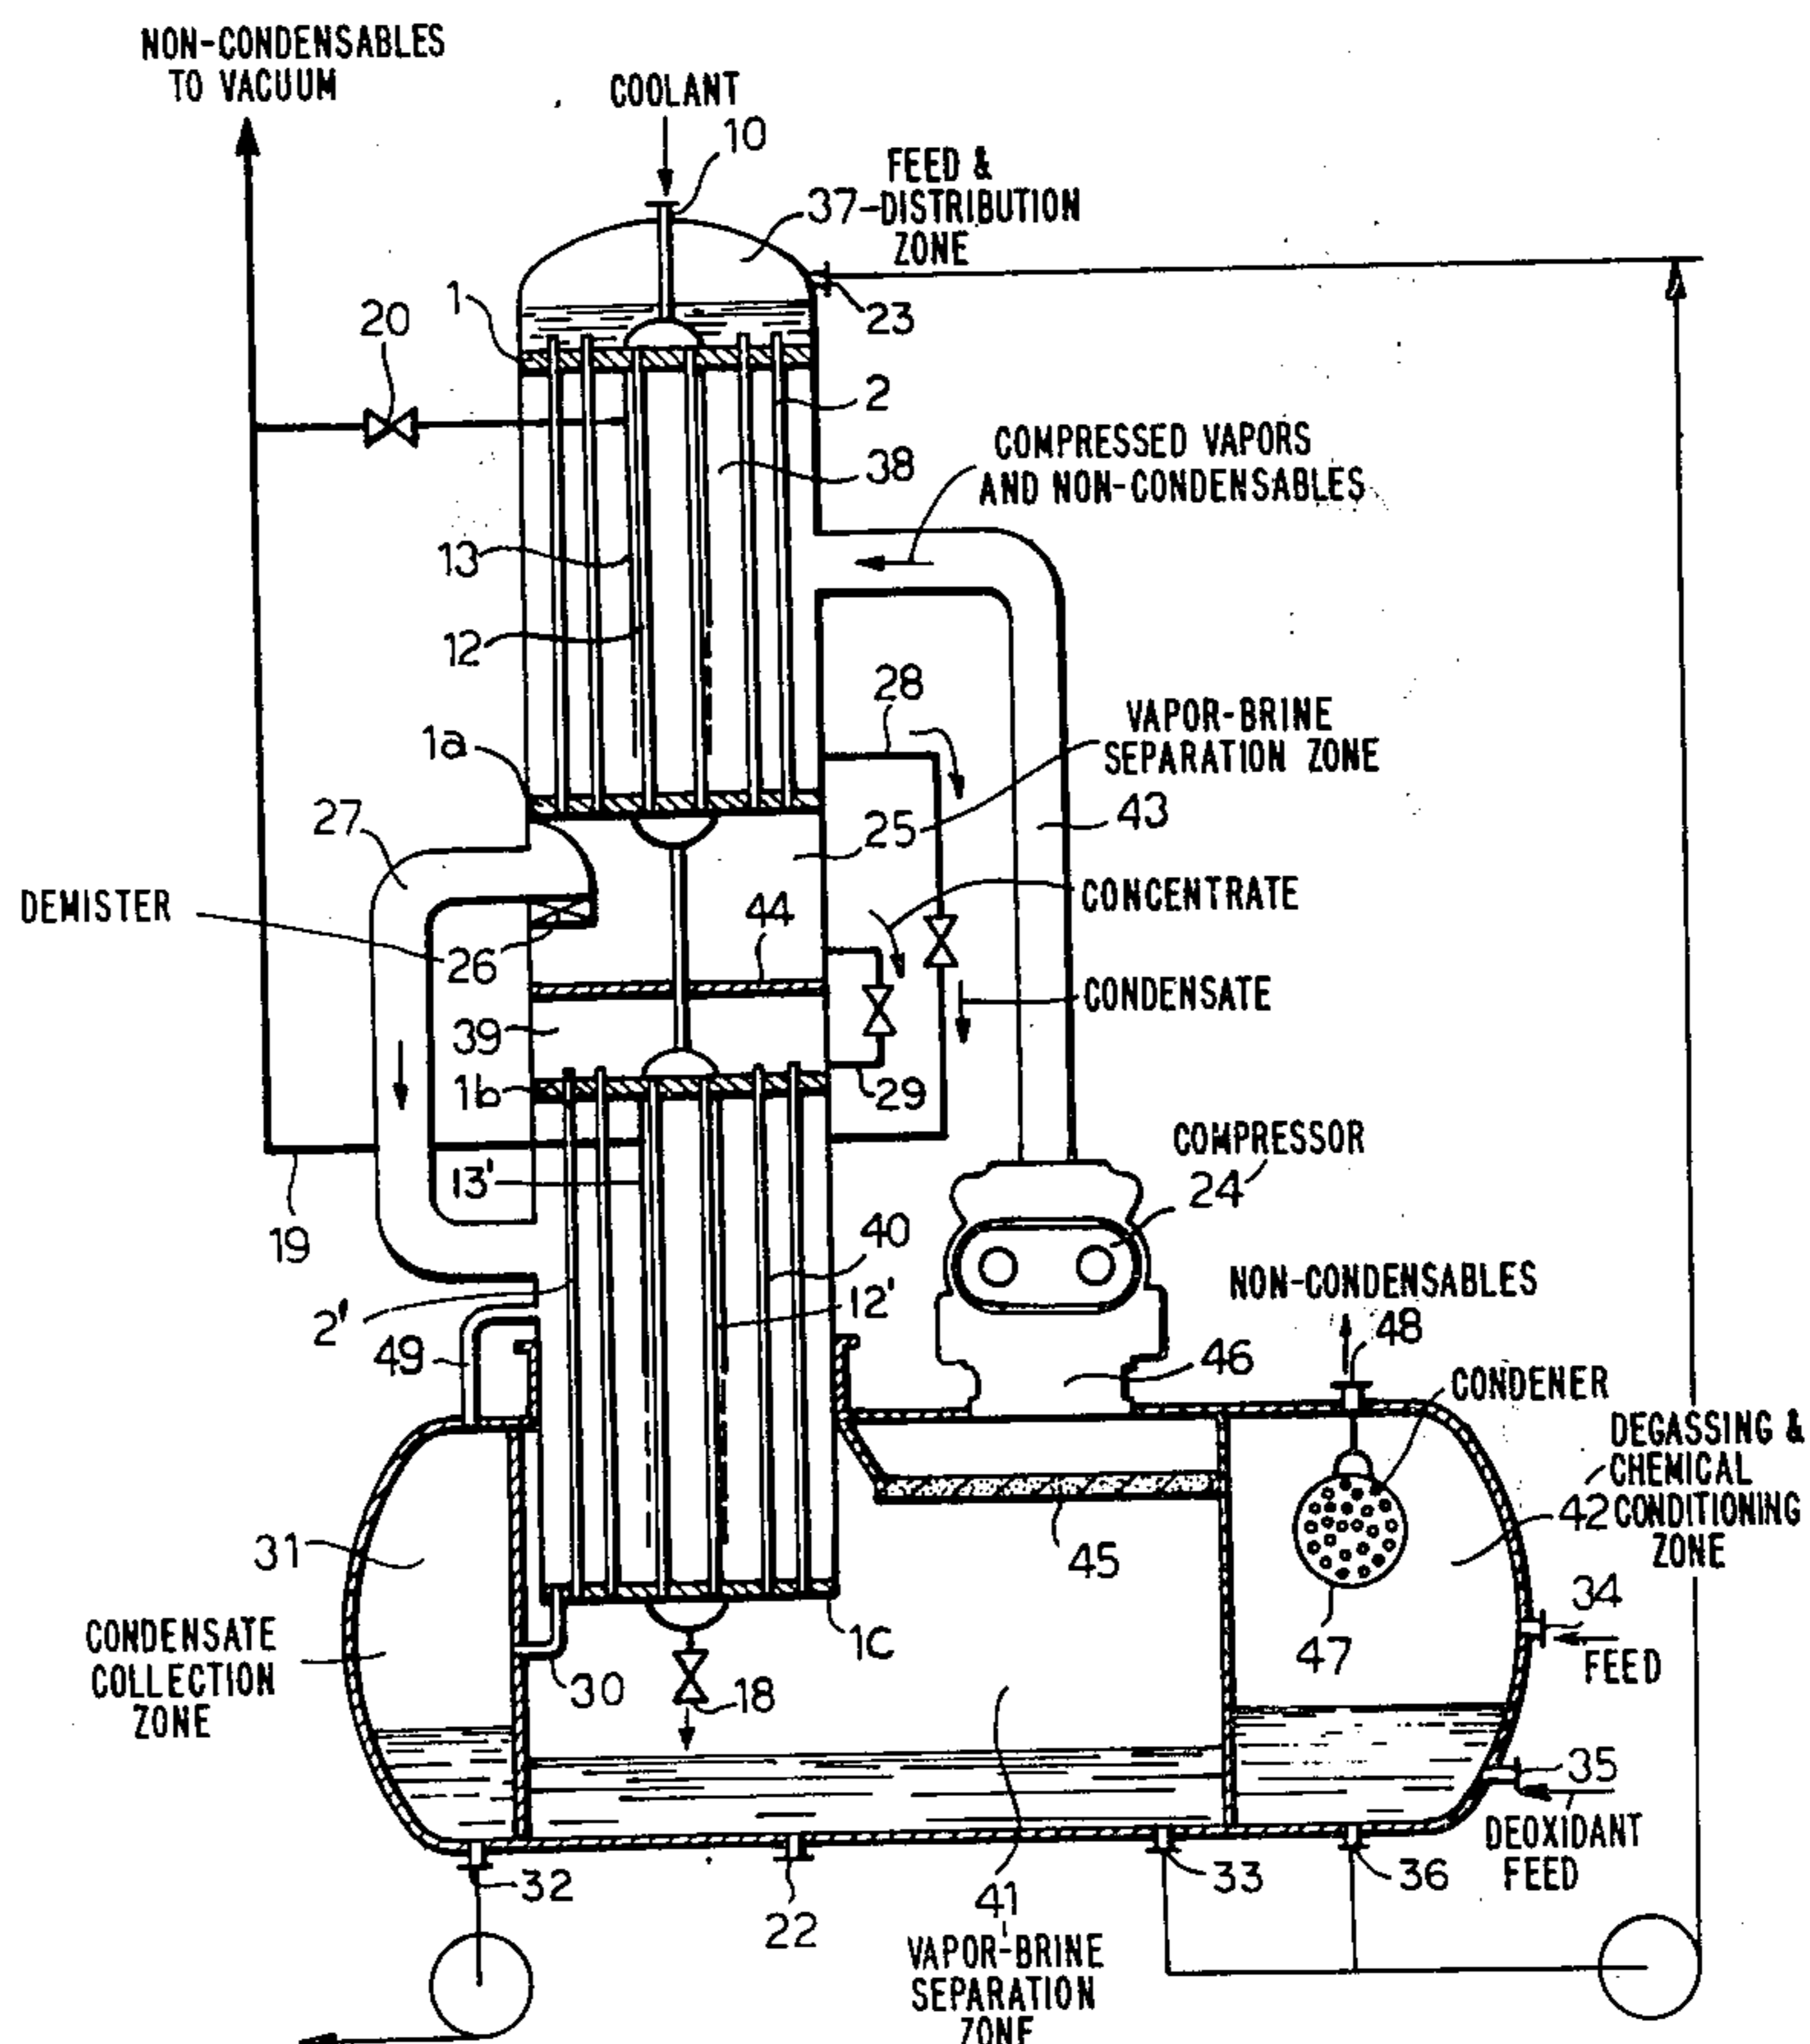 NON-CONDENSABLES
TO VACUUM
COOLANT
10
FEED &
37-DISTRIBUTION
ZONE
1
20
23
2
COMPRESSED VAPORS
AND NON-CONDENSABLES
38
13
12
28
VAPOR-BRINE
SEPARATION ZONE
1a
27
25
43
DEMISTER
CONCENTRATE
44
26
CONDENSATE
39
1b
29
COMPRESSOR
24
13'
19
40
NON-CONDENSABLES
12'
2'
48
49
46
CONDENER
DEGASSING &
CHEMICAL
42 CONDITIONING
ZONE
31
45
34
47
FEED
CONDENSATE
COLLECTION
ZONE
1c
30
18
35
DEOXIDANT
FEED
32
22
33
36
41
VAPOR-BRINE
SEPARATION
ZONE